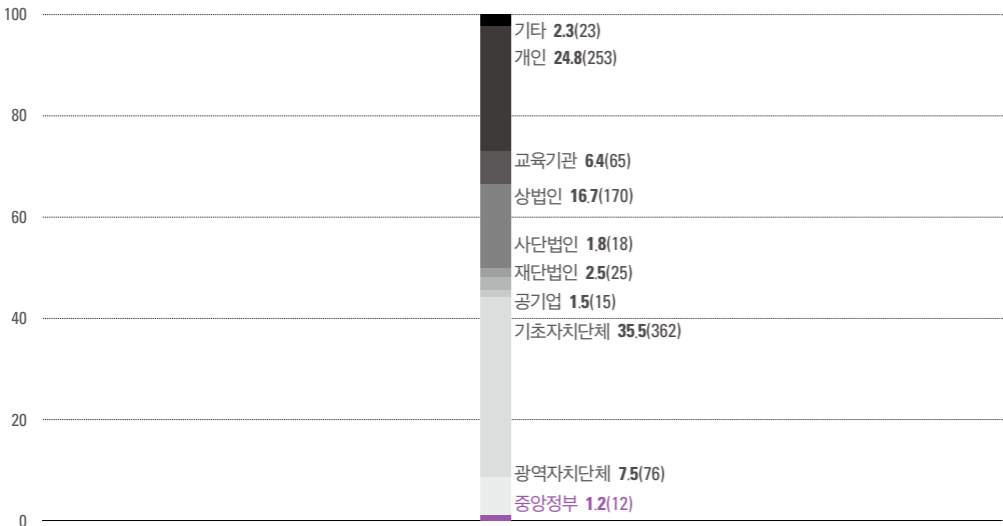 100
기타 2.3(23)
개인 24.8(253)
80
교육기관 6.4(65)
상법인 16.7(170)
60
사단법인 1.8(18)
재단법인 2.5(25)
공기업 1.5(15)
40
기초자치단체 35.5(362)
20
광역자치단체 7.5(76)
중앙정부 1.2(12)
0